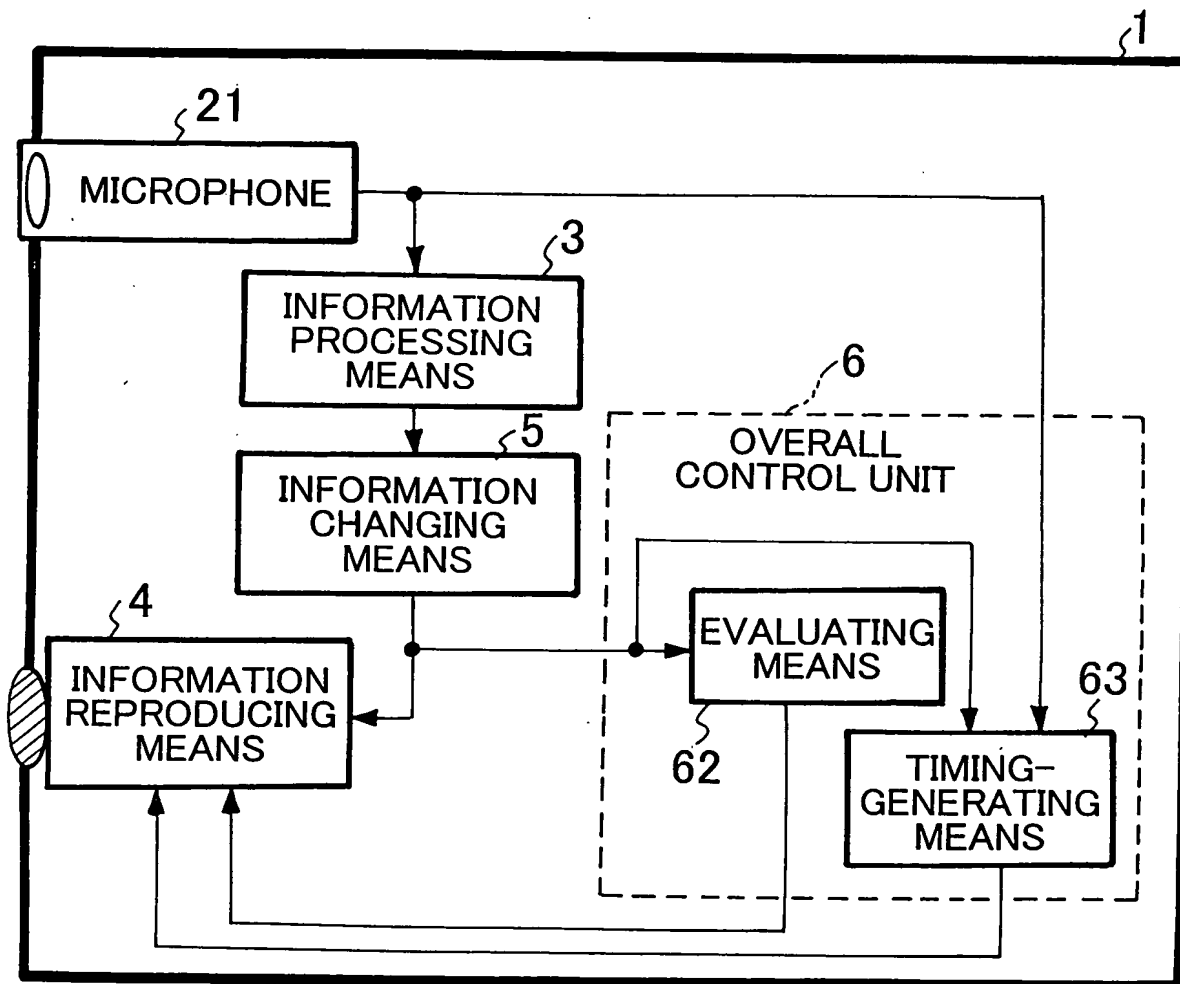 1
21
MICROPHONE
3
INFORMATION
PROCESSING
MEANS
6
5
OVERALL
CONTROL UNIT
INFORMATION
CHANGING
MEANS
4
EVALUATING
MEANS
INFORMATION
REPRODUCING
MEANS
63
62
TIMING-
GENERATING
MEANS